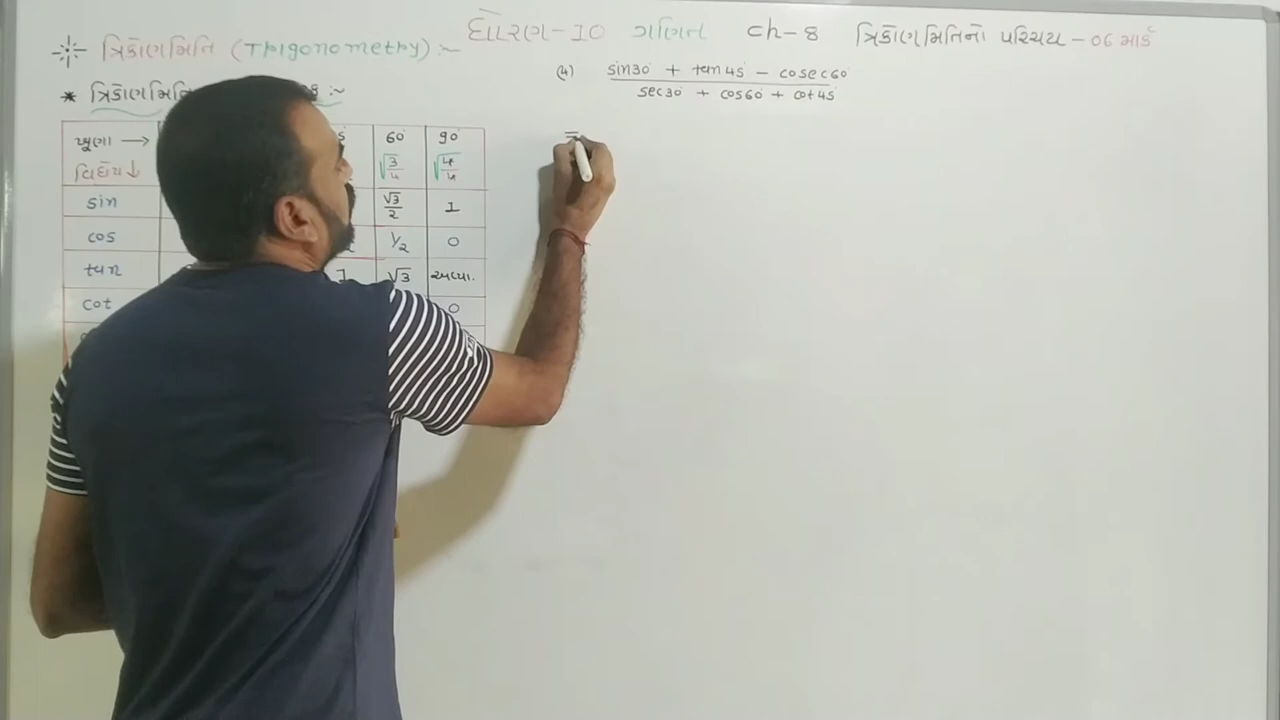 ધોરણ-10 ગણિત ch-8 ત્રિકોણમિતિનો પરિચય - 06 માર્ક
ત્રિકોણમિતિ (Trigonometry) :~
* ત્રિકોણમિતિ :~
(4) sin30° + tan45° - cosec60°
sec30° + cos60° + cot45°
=
ખૂણા → 60° 90°
વિધેય↓ √3/4 √4/4
sin √3/2 1
cos 1/2 0
tan 1 √3 અવ્યા.
cot 0